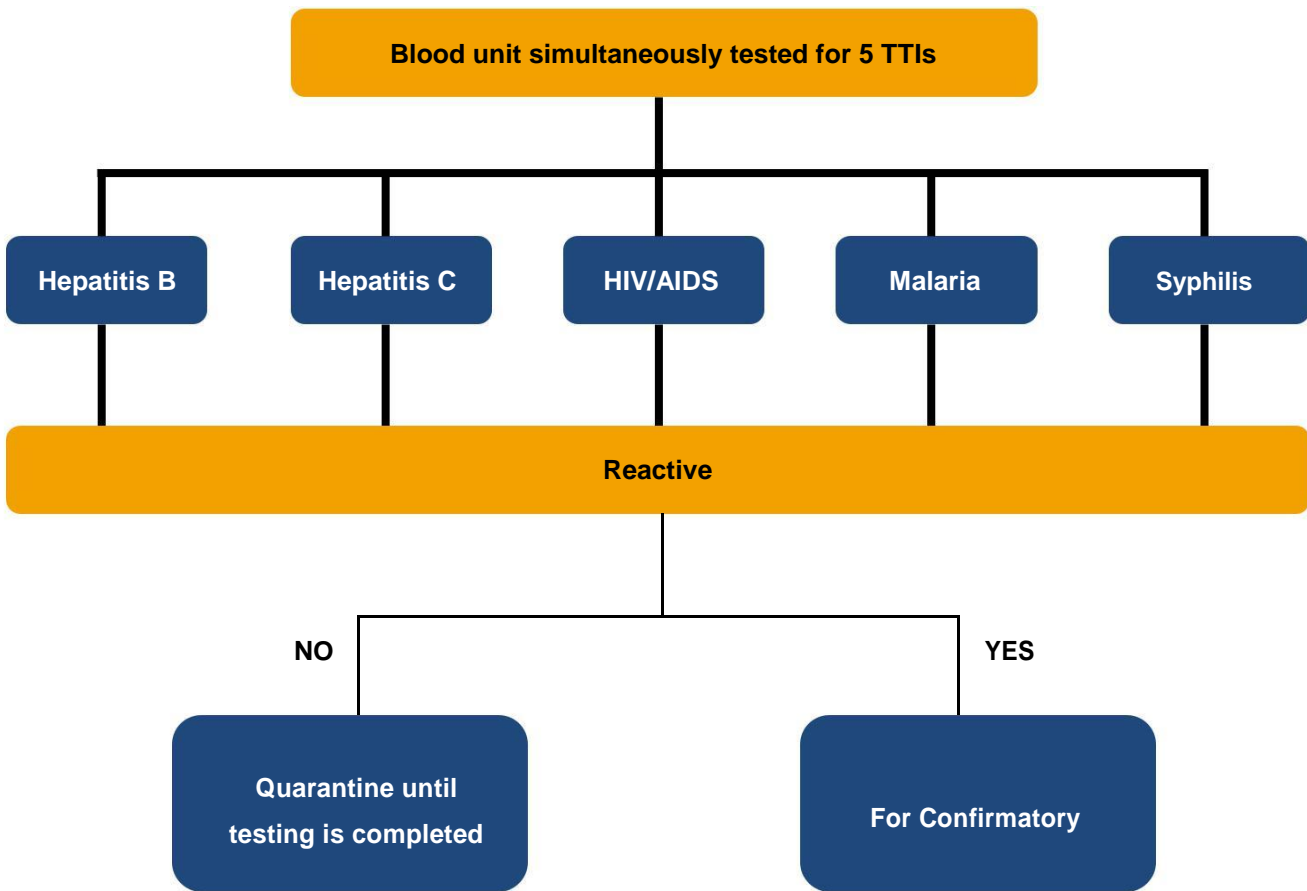 Blood unit simultaneously tested for 5 TTIs
Hepatitis B
Hepatitis C
HIV/AIDS
Malaria
Syphilis
Reactive
NO
YES
Quarantine until
testing is completed
For Confirmatory